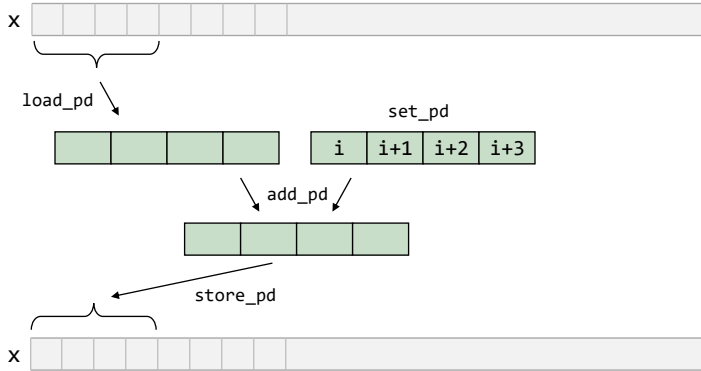 x
load_pd
set_pd
i i+1 i+2 i+3
add_pd
store_pd
x